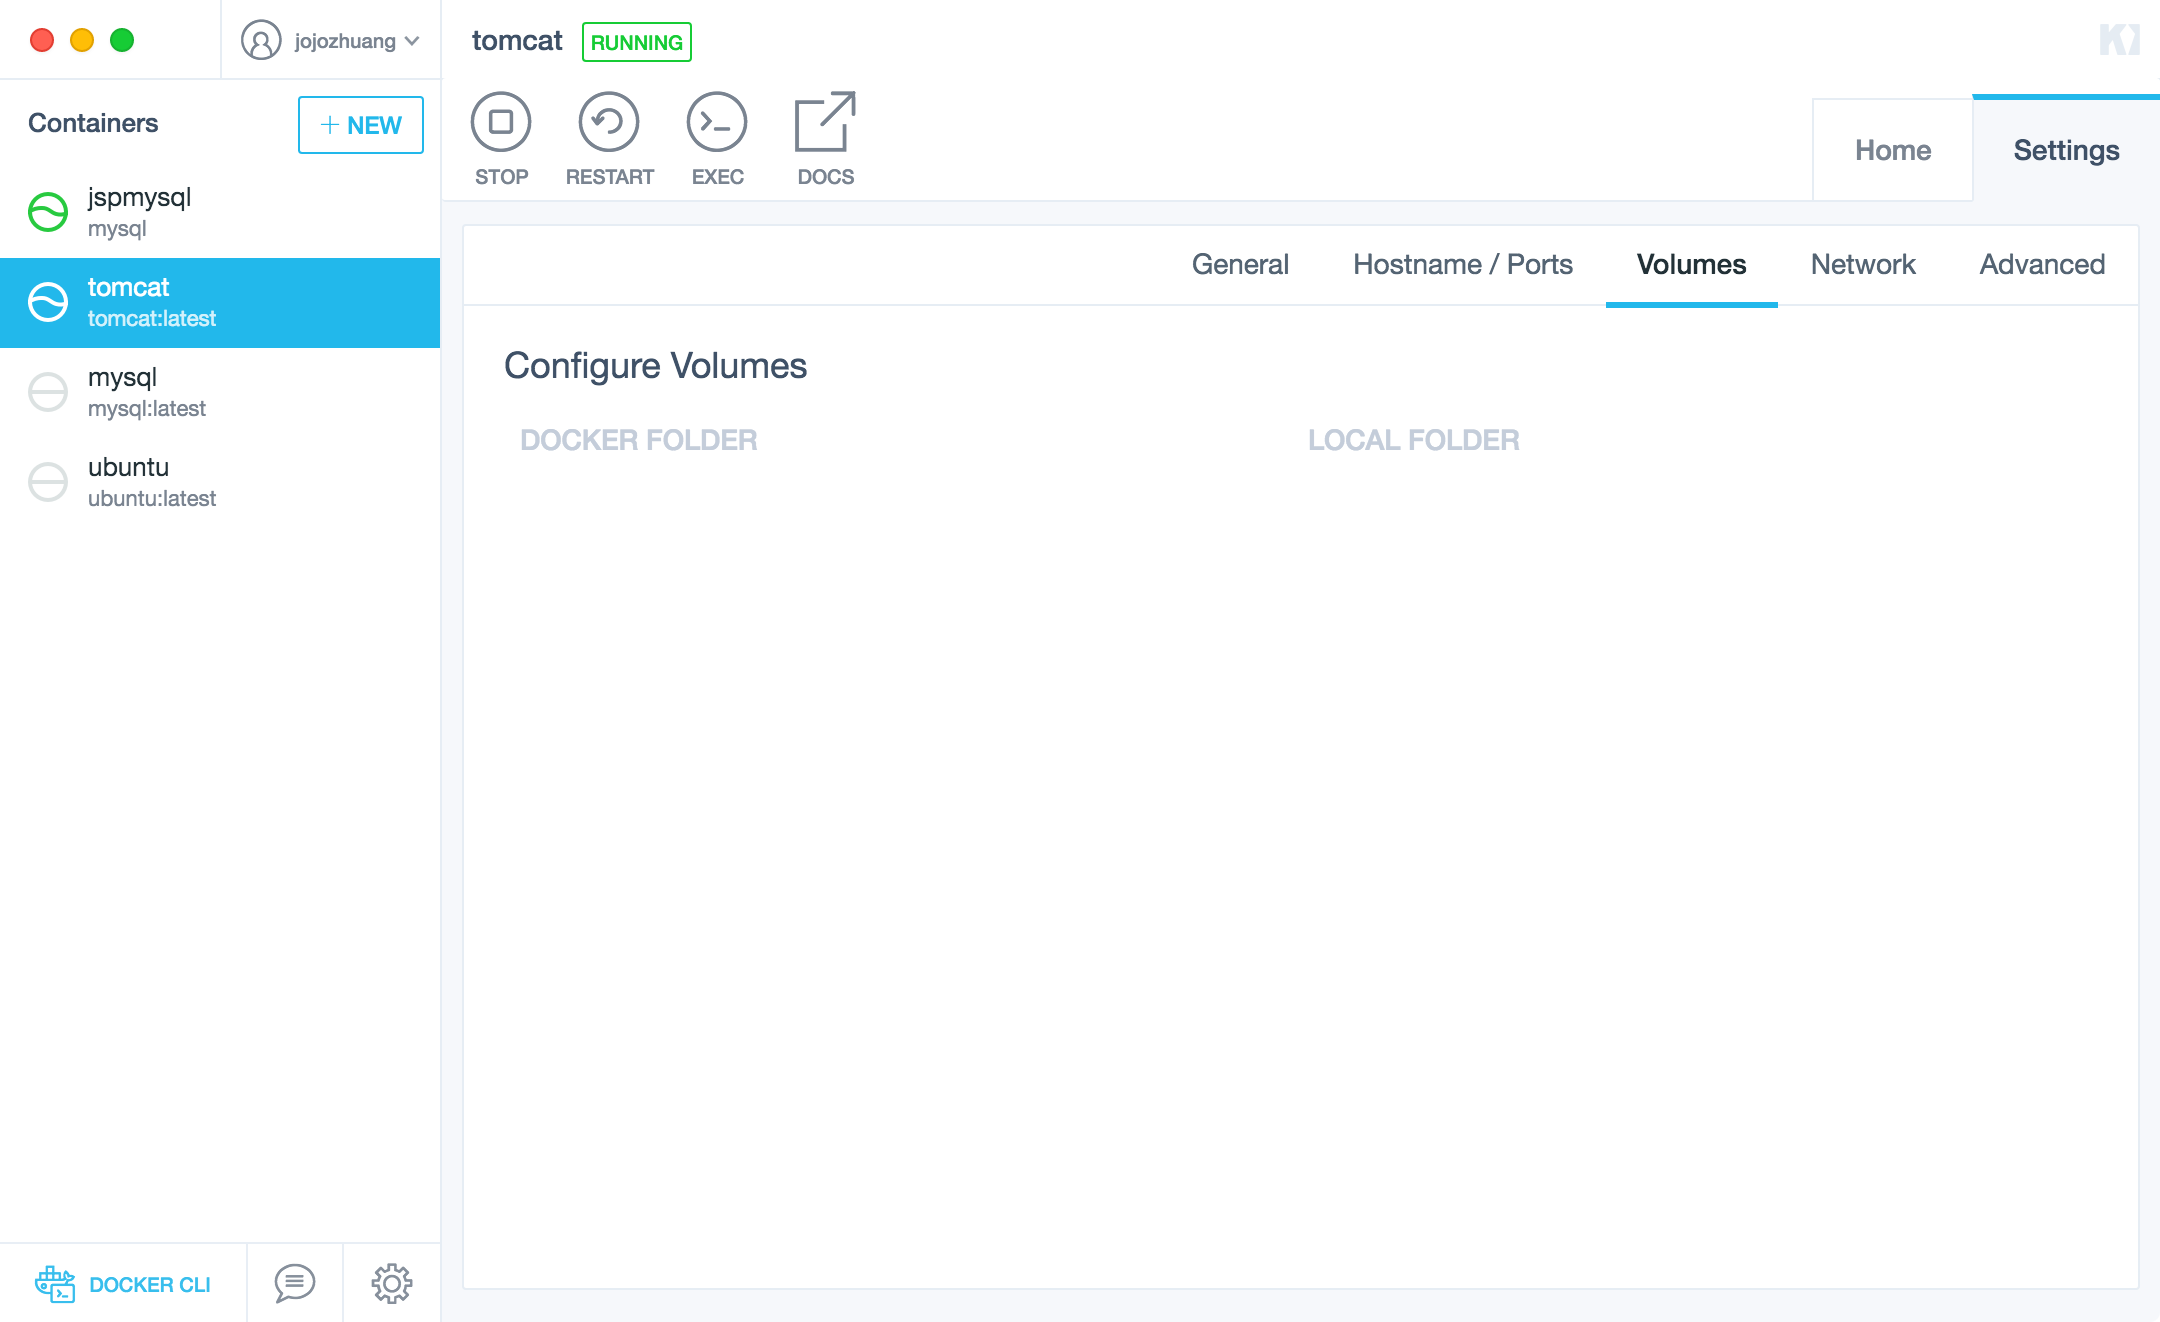 jojozhuang
tomcat RUNNING
Containers
+ NEW
STOP RESTART EXEC DOCS
Home Settings
jspmysql
mysql
tomcat
tomcat:latest
mysql
mysql:latest
ubuntu
ubuntu:latest
General Hostname / Ports Volumes Network Advanced
Configure Volumes
DOCKER FOLDER LOCAL FOLDER
DOCKER CLI